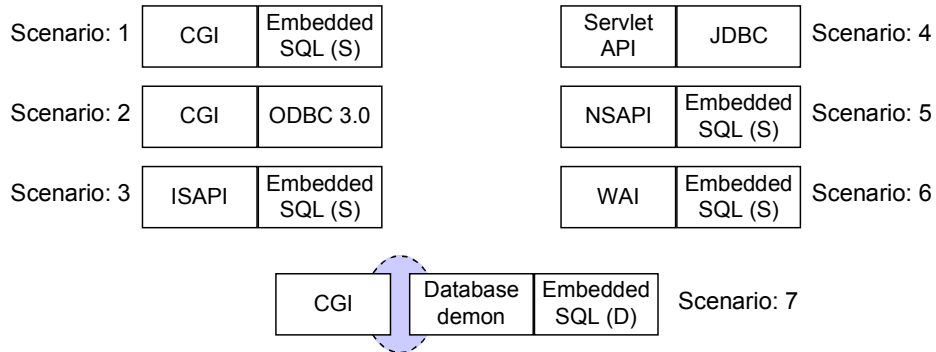 Scenario: 1
CGI
Embedded
SQL (S)
Servlet
API
JDBC
Scenario: 4
Scenario: 2
CGI
ODBC 3.0
NSAPI
Embedded
SQL (S)
Scenario: 5
Scenario: 3
ISAPI
Embedded
SQL (S)
WAI
Embedded
SQL (S)
Scenario: 6
CGI
Database
demon
Embedded
SQL (D)
Scenario: 7